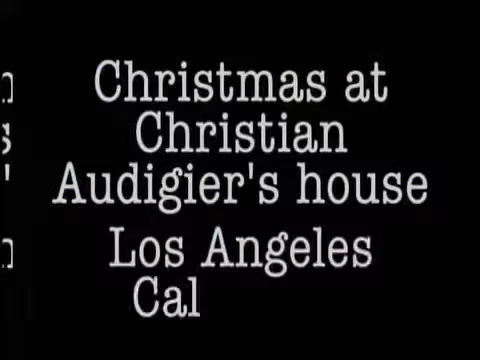 Christmas at
Christian
Audigier's house
Los Angeles
Cal